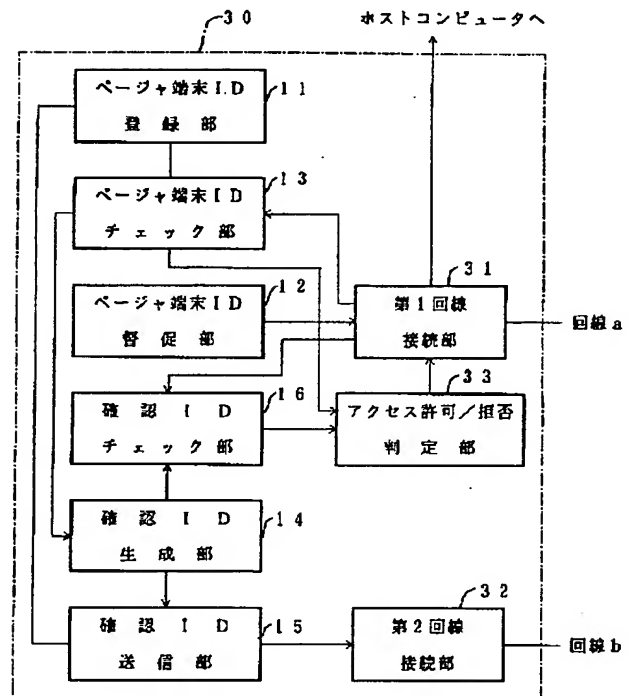 30
ホストコンピュータへ
ページャ端末I.D
登録部
11
ページャ端末ID
チェック部
13
ページャ端末ID
督促部
12
第1回線
接続部
31
回線a
確認ID
チェック部
16
アクセス許可/拒否
判定部
33
確認ID
生成部
14
確認ID
送信部
15
第2回線
接続部
32
回線b